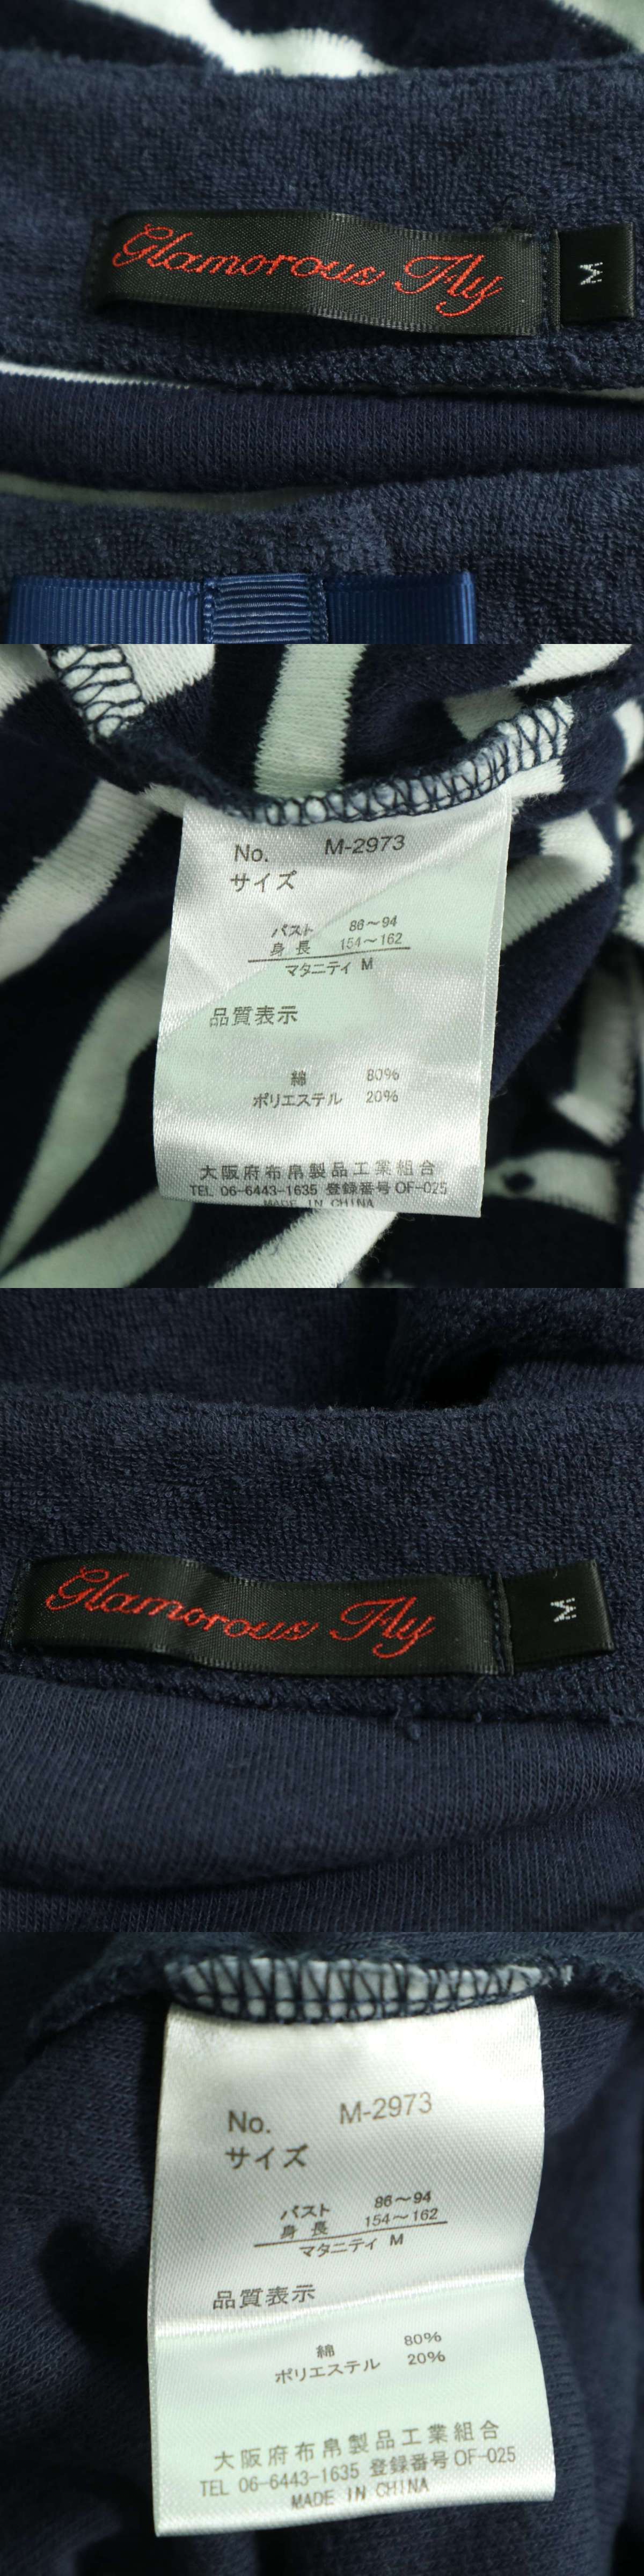 Glamorous Fly
M
No. M-2973
サイズ
バスト 86～94
身長 154～162
マタニティ M
品質表示
綿 80%
ポリエステル 20%
大阪府布帛製品工業組合
TEL 06-6443-1635 登録番号OF-025
MADE IN CHINA
Glamorous Fly
M
No. M-2973
サイズ
バスト 86～94
身長 154～162
マタニティ M
品質表示
綿 80%
ポリエステル 20%
大阪府布帛製品工業組合
TEL 06-6443-1635 登録番号OF-025
MADE IN CHINA